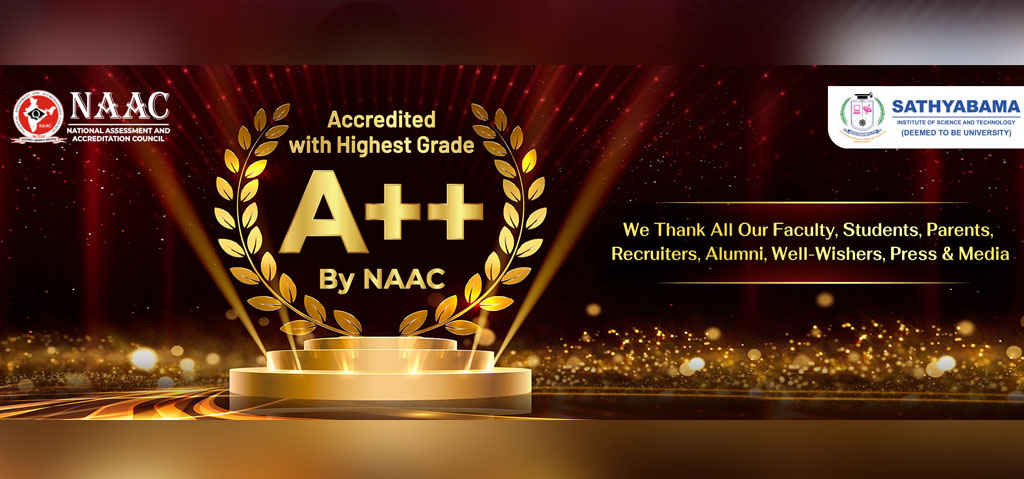 NAAC
NATIONAL ASSESSMENT AND
ACCREDITATION COUNCIL
Accredited
with Highest Grade
A++
By NAAC
SATHYABAMA
INSTITUTE OF SCIENCE AND TECHNOLOGY
(DEEMED TO BE UNIVERSITY)
We Thank All Our Faculty, Students, Parents,
Recruiters, Alumni, Well-Wishers, Press & Media